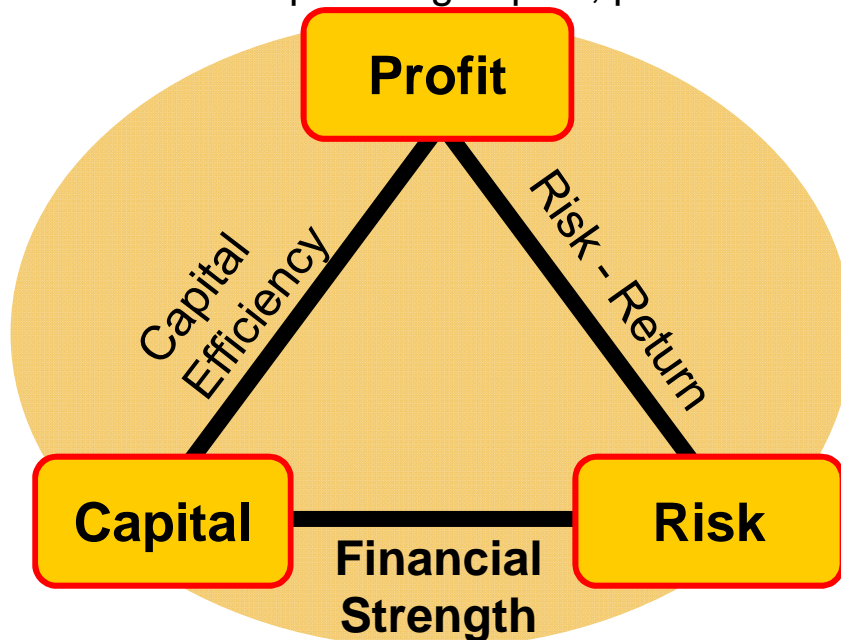 Profit
Capital
Efficiency
Risk - Return
Capital
Risk
Financial
Strength